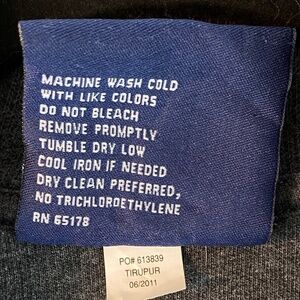 MACHINE WASH COLD
WITH LIKE COLORS
DO NOT BLEACH
REMOVE PROMPTLY
TUMBLE DRY LOW
COOL IRON IF NEEDED
DRY CLEAN PREFERRED,
NO TRICHLOROETHYLENE
RN 65178
PO# 613839
TIRUPUR
06/2011